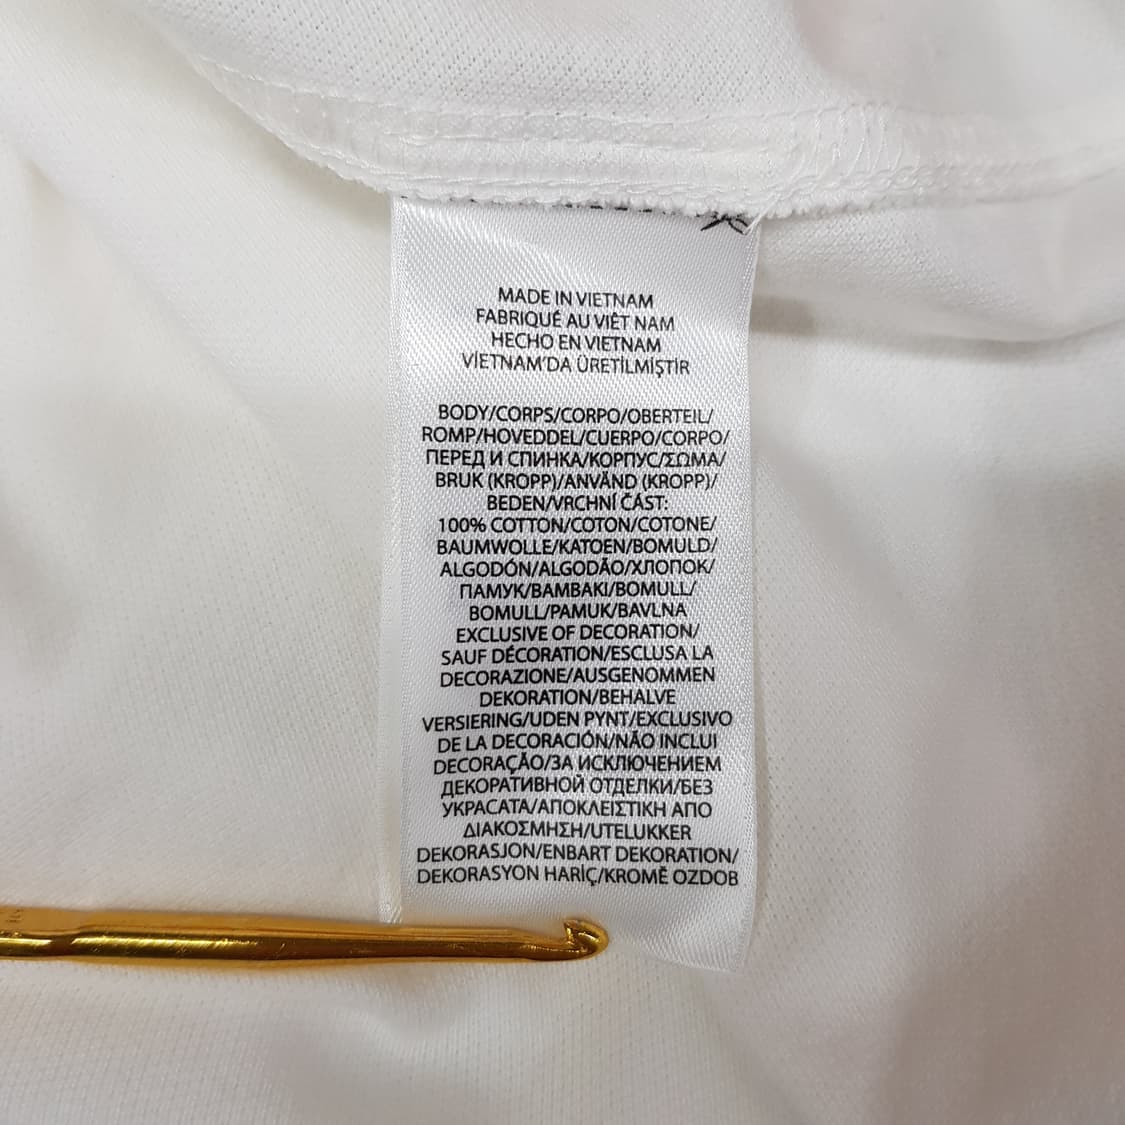 MADE IN VIETNAM
FABRIQUÉ AU VIÊT NAM
HECHO EN VIETNAM
VİETNAM'DA ÜRETİLMİŞTİR
BODY/CORPS/CORPO/OBERTEIL/
ROMP/HOVEDDEL/CUERPO/CORPO/
ПЕРЕД И СПИНКА/КОРПУС/ΣΩΜΑ/
BRUK (KROPP)/ANVÄND (KROPP)/
BEDEN/VRCHNÍ ČÁST:
100% COTTON/COTON/COTONE/
BAUMWOLLE/KATOEN/BOMULD/
ALGODÓN/ALGODÃO/ХЛОПОК/
ПАМУК/ΒΑΜΒΑΚΙ/BOMULL/
BOMULL/PAMUK/BAVLNA
EXCLUSIVE OF DECORATION/
SAUF DÉCORATION/ESCLUSA LA
DECORAZIONE/AUSGENOMMEN
DEKORATION/BEHALVE
VERSIERING/UDEN PYNT/EXCLUSIVO
DE LA DECORACIÓN/NÃO INCLUI
DECORAÇÃO/ЗА ИСКЛЮЧЕНИЕМ
ДЕКОРАТИВНОЙ ОТДЕЛКИ/БЕЗ
УКРАСАТА/ΑΠΟΚΛΕΙΣΤΙΚΗ ΑΠΟ
ΔΙΑΚΟΣΜΗΣΗ/UTELUKKER
DEKORASJON/ENBART DEKORATION/
DEKORASYON HARİÇ/KROMĚ OZDOB